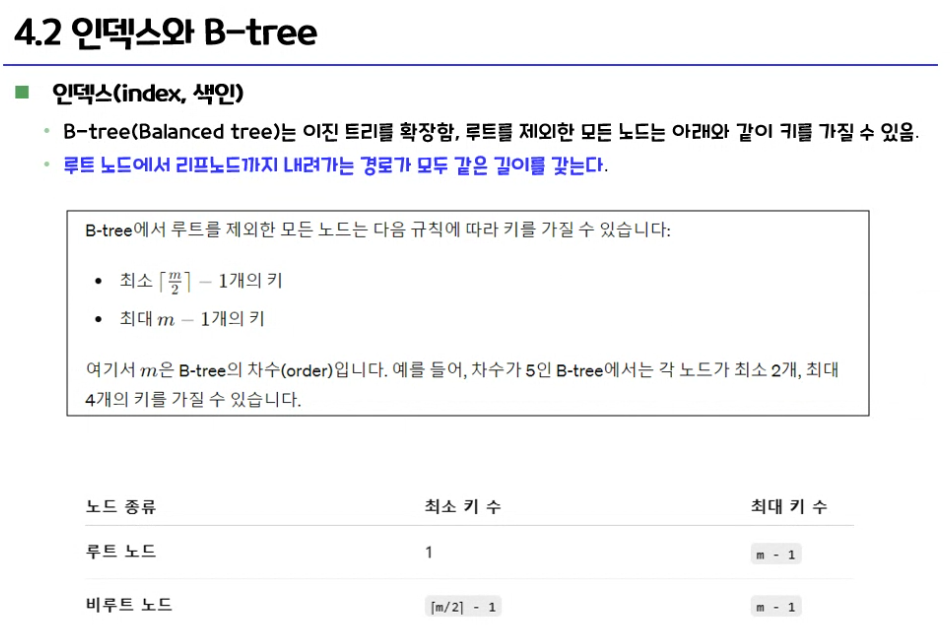 4.2 인덱스와 B-tree
■ 인덱스(index, 색인)
• B-tree(Balanced tree)는 이진 트리를 확장함, 루트를 제외한 모든 노드는 아래와 같이 키를 가질 수 있음.
• 루트 노드에서 리프노드까지 내려가는 경로가 모두 같은 길이를 갖는다.
B-tree에서 루트를 제외한 모든 노드는 다음 규칙에 따라 키를 가질 수 있습니다:
• 최소 ⌈m/2⌉ − 1개의 키
• 최대 m − 1개의 키
여기서 m은 B-tree의 차수(order)입니다. 예를 들어, 차수가 5인 B-tree에서는 각 노드가 최소 2개, 최대
4개의 키를 가질 수 있습니다.
노드 종류 최소 키 수 최대 키 수
루트 노드 1 m - 1
비루트 노드 ⌈m/2⌉ - 1 m - 1